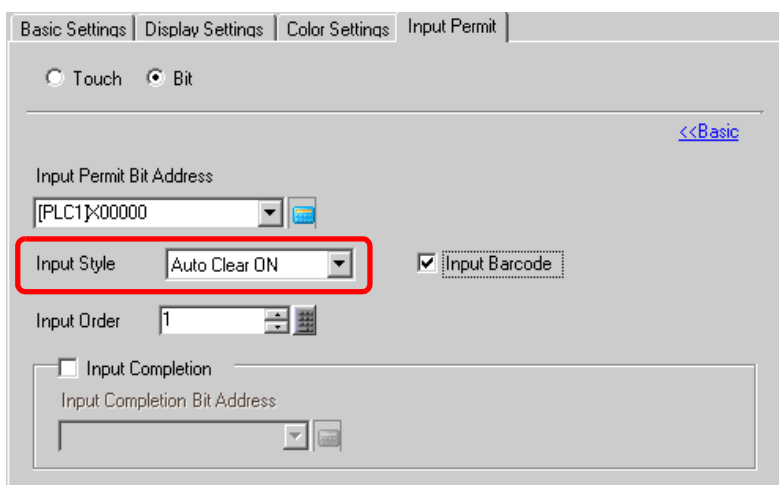 Basic Settings Display Settings Color Settings Input Permit
Touch Bit
<<Basic
Input Permit Bit Address
[PLC1]X00000
Input Style Auto Clear ON Input Barcode
Input Order 1
Input Completion
Input Completion Bit Address